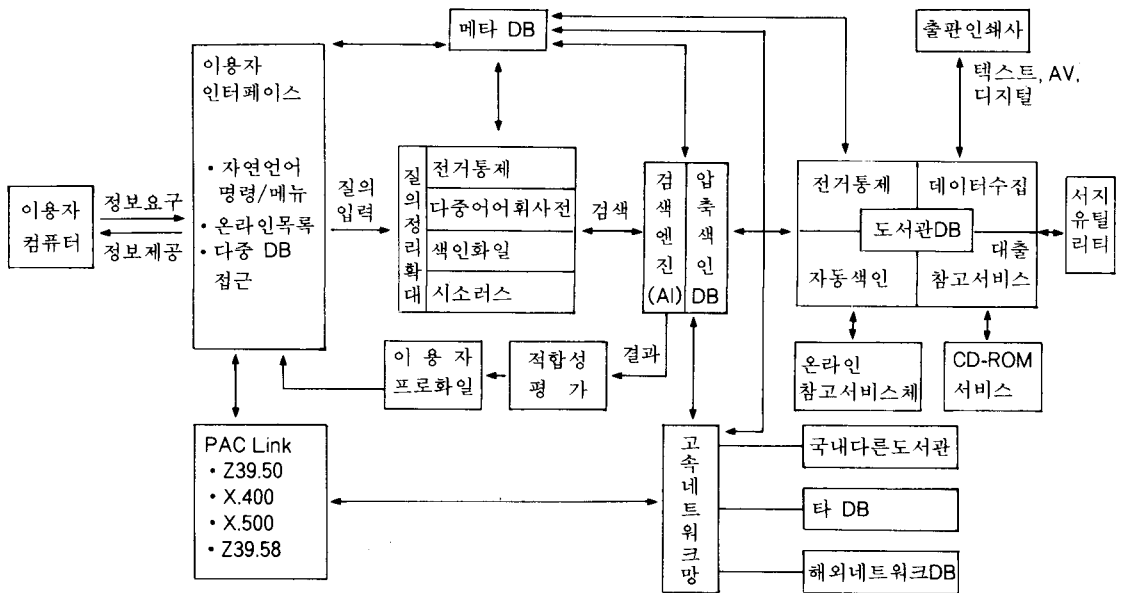 메타 DB
출판인쇄사
텍스트, AV,
디지털
이용자
인터페이스
• 자연언어
명령/메뉴
• 온라인목록
• 다중 DB
접근
이용자
컴퓨터
정보요구
정보제공
질의
입력
질의정리확대
전거통제
다중어어휘사전
색인화일
시소러스
검색
검색엔진
(AI)
압축색인
DB
전거통제
데이터수집
도서관DB
대출
자동색인
참고서비스
서지
유틸
리티
결과
적합성
평 가
이 용 자
프로화일
온라인
참고서비스체
CD-ROM
서비스
PAC Link
• Z39.50
• X.400
• X.500
• Z39.58
고속네트워크망
국내다른도서관
타 DB
해외네트워크DB